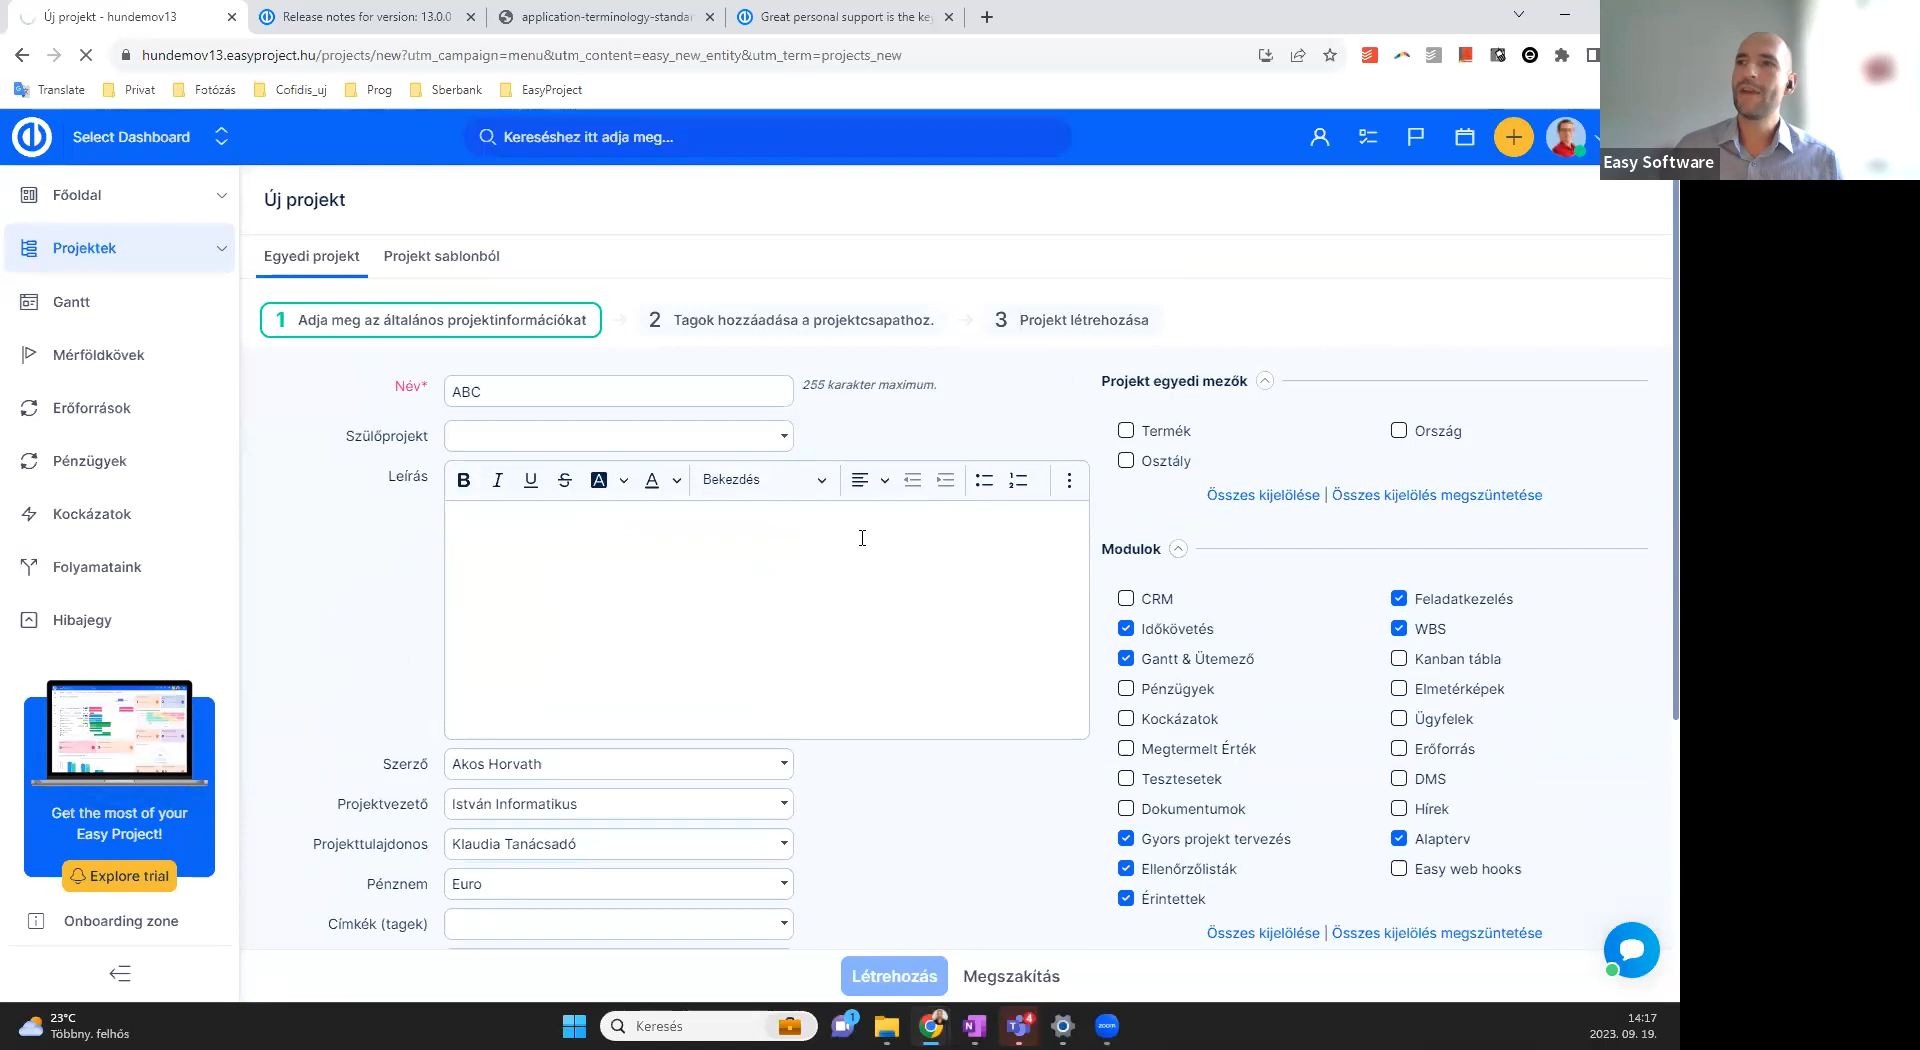 Új projekt - hundemov13
Release notes for version: 13.0.0
application-terminology-standar
Great personal support is the key
hundemov13.easyproject.hu/projects/new?utm_campaign=menu&utm_content=easy_new_entity&utm_term=projects_new
Translate
Privat
Fotózás
Cofidis_uj
Prog
Sberbank
EasyProject
Select Dashboard
Kereséshez itt adja meg...
Easy Software
Főoldal
Projektek
Gantt
Mérföldkövek
Erőforrások
Pénzügyek
Kockázatok
Folyamataink
Hibajegy
Get the most of your
Easy Project!
Explore trial
Onboarding zone
Új projekt
Egyedi projekt
Projekt sablonból
1 Adja meg az általános projektinformációkat
2 Tagok hozzáadása a projektcsapathoz.
3 Projekt létrehozása
Név* ABC 255 karakter maximum.
Szülőprojekt
Leírás
B I U S A A Bekezdés
Szerző Akos Horvath
Projektvezető István Informatikus
Projekttulajdonos Klaudia Tanácsadó
Pénznem Euro
Címkék (tagek)
Projekt egyedi mezők
Termék Ország
Osztály
Összes kijelölése | Összes kijelölés megszüntetése
Modulok
CRM Feladatkezelés
Időkövetés WBS
Gantt & Ütemező Kanban tábla
Pénzügyek Elmetérképek
Kockázatok Ügyfelek
Megtermelt Érték Erőforrás
Tesztesetek DMS
Dokumentumok Hírek
Gyors projekt tervezés Alapterv
Ellenőrzőlisták Easy web hooks
Érintettek
Összes kijelölése | Összes kijelölés megszüntetése
Létrehozás Megszakítás
23°C
Többny. felhős
Keresés
1
4
zoom
14:17
2023. 09. 19.